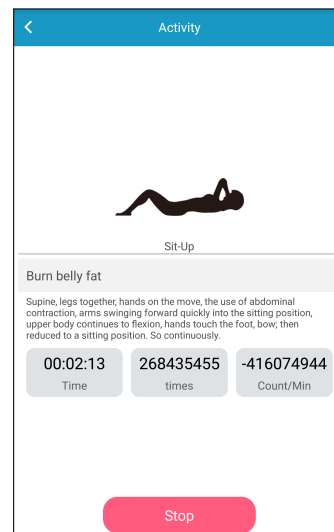 Activity
Sit-Up
Burn belly fat
Supine, legs together, hands on the move, the use of abdominal
contraction, arms swinging forward quickly into the sitting position,
upper body continues to flexion, hands touch the foot, bow; then
reduced to a sitting position. So continuously.
00:02:13 268435455 -416074944
Time times Count/Min
Stop